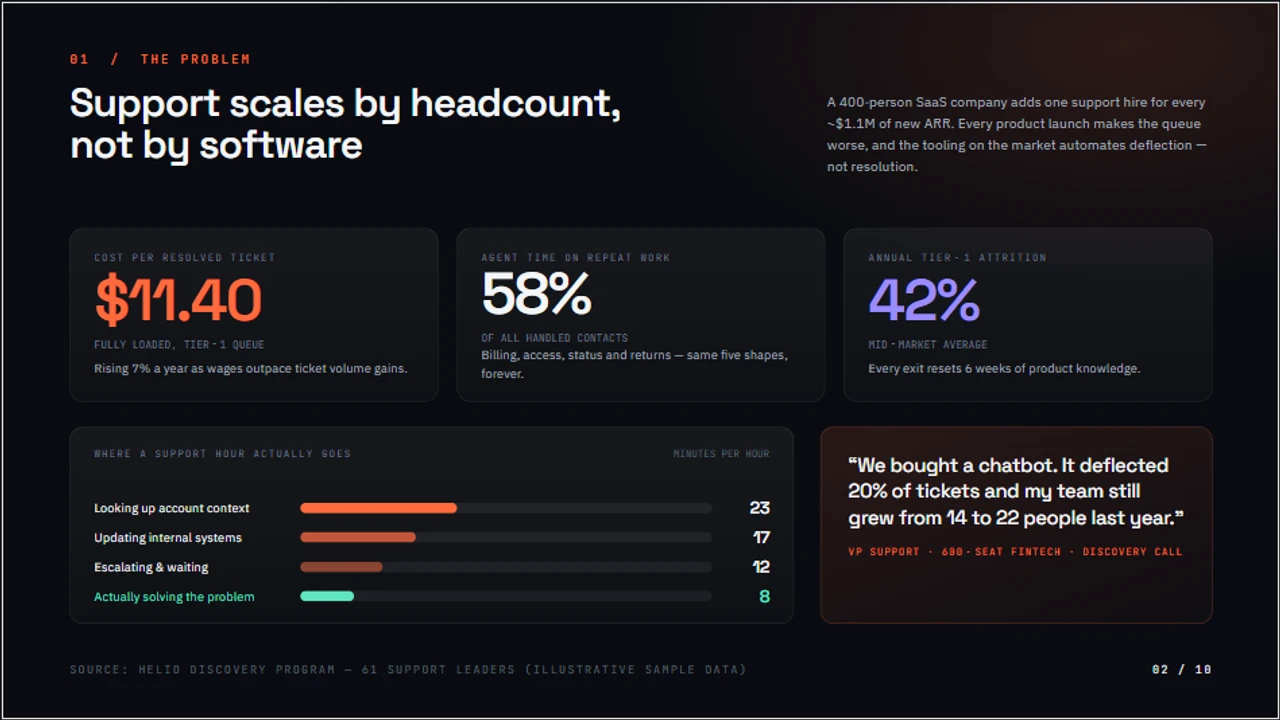 01 / THE PROBLEM
Support scales by headcount,
not by software
A 400-person SaaS company adds one support hire for every
~$1.1M of new ARR. Every product launch makes the queue
worse, and the tooling on the market automates deflection —
not resolution.
COST PER RESOLVED TICKET
$11.40
FULLY LOADED, TIER-1 QUEUE
Rising 7% a year as wages outpace ticket volume gains.
AGENT TIME ON REPEAT WORK
58%
OF ALL HANDLED CONTACTS
Billing, access, status and returns — same five shapes,
forever.
ANNUAL TIER-1 ATTRITION
42%
MID-MARKET AVERAGE
Every exit resets 6 weeks of product knowledge.
WHERE A SUPPORT HOUR ACTUALLY GOES
MINUTES PER HOUR
Looking up account context 23
Updating internal systems 17
Escalating & waiting 12
Actually solving the problem 8
“We bought a chatbot. It deflected
20% of tickets and my team still
grew from 14 to 22 people last year.”
VP SUPPORT · 600-SEAT FINTECH · DISCOVERY CALL
SOURCE: HELIO DISCOVERY PROGRAM — 61 SUPPORT LEADERS (ILLUSTRATIVE SAMPLE DATA)
02 / 10